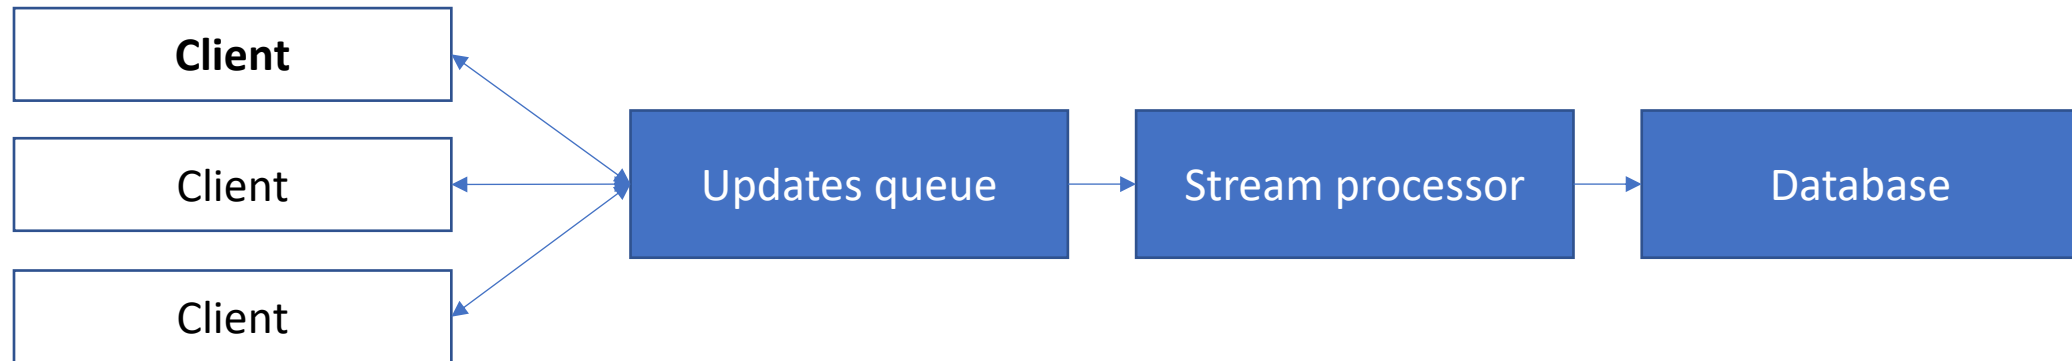 Client
Client
Client
Updates queue
Stream processor
Database